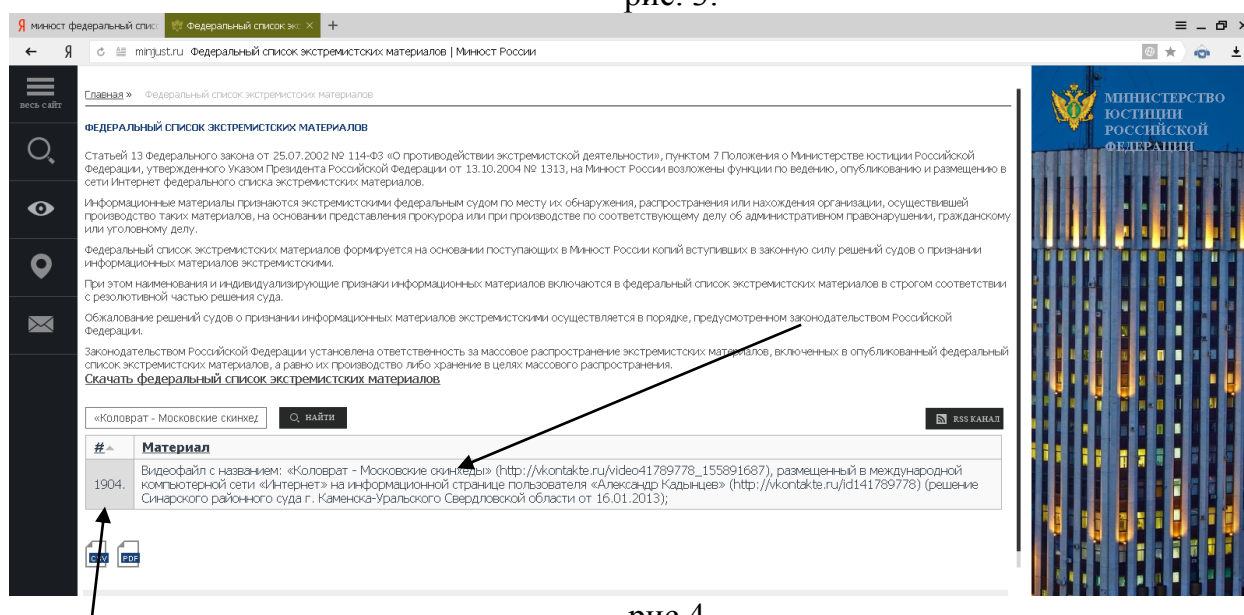 рис. 3.
минюст федеральный спис
Федеральный список экс
minjust.ru Федеральный список экстремистских материалов | Минюст России
весь сайт
Главная » Федеральный список экстремистских материалов
ФЕДЕРАЛЬНЫЙ СПИСОК ЭКСТРЕМИСТСКИХ МАТЕРИАЛОВ
Статьей 13 Федерального закона от 25.07.2002 № 114-ФЗ «О противодействии экстремистской деятельности», пунктом 7 Положения о Министерстве юстиции Российской
Федерации, утвержденного Указом Президента Российской Федерации от 13.10.2004 № 1313, на Минюст России возложены функции по ведению, опубликованию и размещению в
сети Интернет федерального списка экстремистских материалов.
Информационные материалы признаются экстремистскими федеральным судом по месту их обнаружения, распространения или нахождения организации, осуществившей
производство таких материалов, на основании представления прокурора или при производстве по соответствующему делу об административном правонарушении, гражданскому
или уголовному делу.
Федеральный список экстремистских материалов формируется на основании поступающих в Минюст России копий вступивших в законную силу решений судов о признании
информационных материалов экстремистскими.
При этом наименования и индивидуализирующие признаки информационных материалов включаются в федеральный список экстремистских материалов в строгом соответствии
с резолютивной частью решения суда.
Обжалование решений судов о признании информационных материалов экстремистскими осуществляется в порядке, предусмотренном законодательством Российской
Федерации.
Законодательством Российской Федерации установлена ответственность за массовое распространение экстремистских материалов, включенных в опубликованный федеральный
список экстремистских материалов, а равно их производство либо хранение в целях массового распространения.
Скачать федеральный список экстремистских материалов
«Коловрат - Московские скинхед
НАЙТИ
RSS КАНАЛ
# Материал
1904. Видеофайл с названием: «Коловрат - Московские скинхеды» (http://vkontakte.ru/video41789778_155891687), размещенный в международной
компьютерной сети «Интернет» на информационной странице пользователя «Александр Кадынцев» (http://vkontakte.ru/id141789778) (решение
Синарского районного суда г. Каменска-Уральского Свердловской области от 16.01.2013);
CSV PDF
МИНИСТЕРСТВО
ЮСТИЦИИ
РОССИЙСКОЙ
ФЕДЕРАЦИИ
рис 4